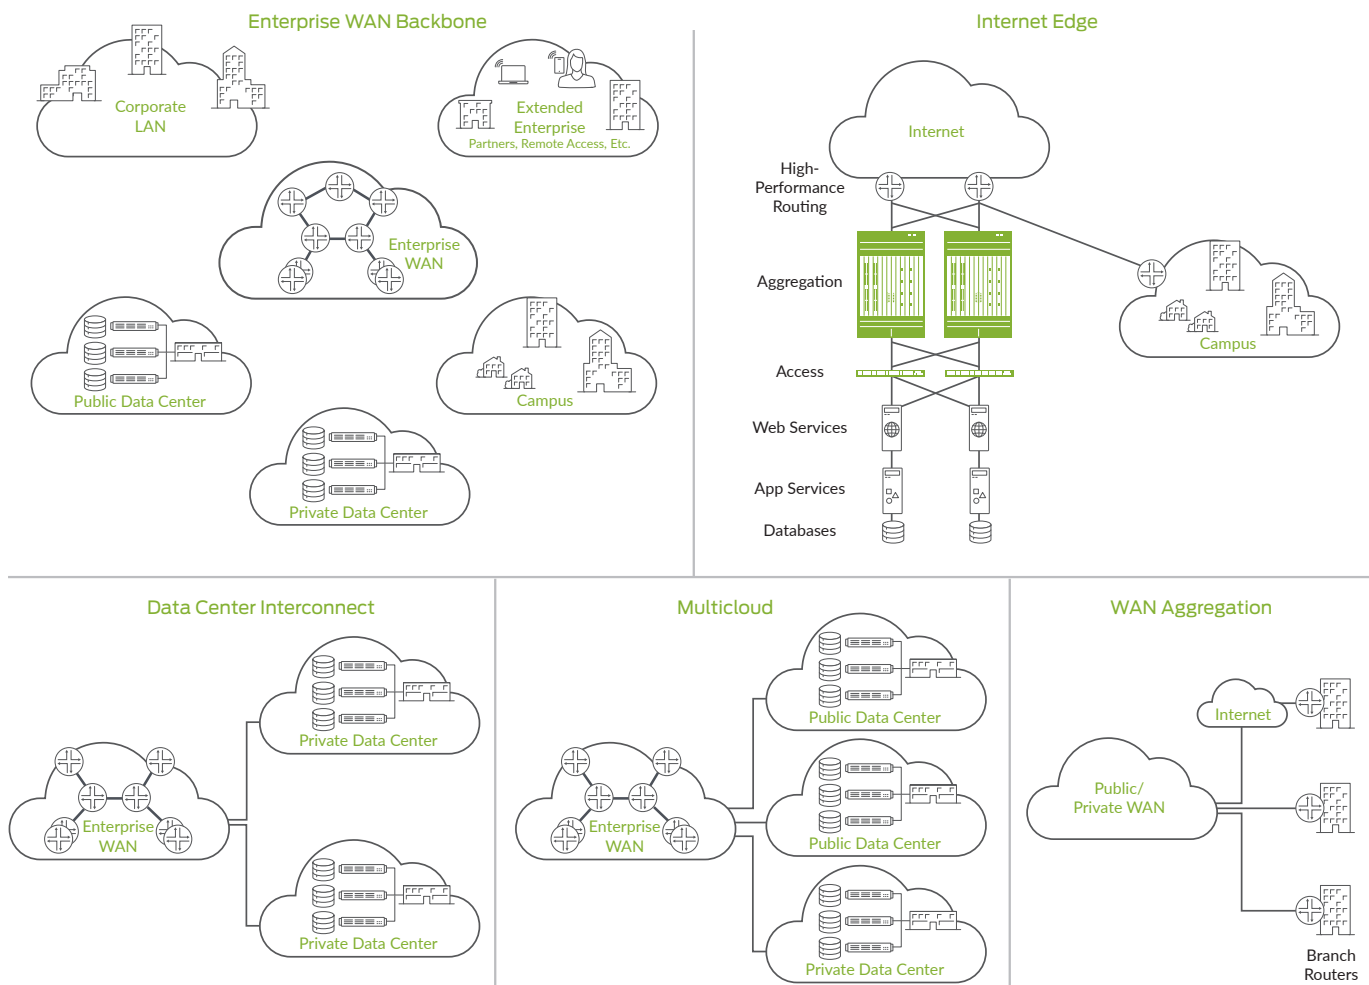 Enterprise WAN Backbone
Corporate
LAN
Extended
Enterprise
Partners, Remote Access, Etc.
Enterprise
WAN
Public Data Center
Campus
Private Data Center
Internet Edge
Internet
High-
Performance
Routing
Aggregation
Campus
Access
Web Services
App Services
Databases
Data Center Interconnect
Private Data Center
Enterprise
WAN
Private Data Center
Multicloud
Public Data Center
Enterprise
WAN
Public Data Center
Private Data Center
WAN Aggregation
Internet
Public/
Private WAN
Branch
Routers